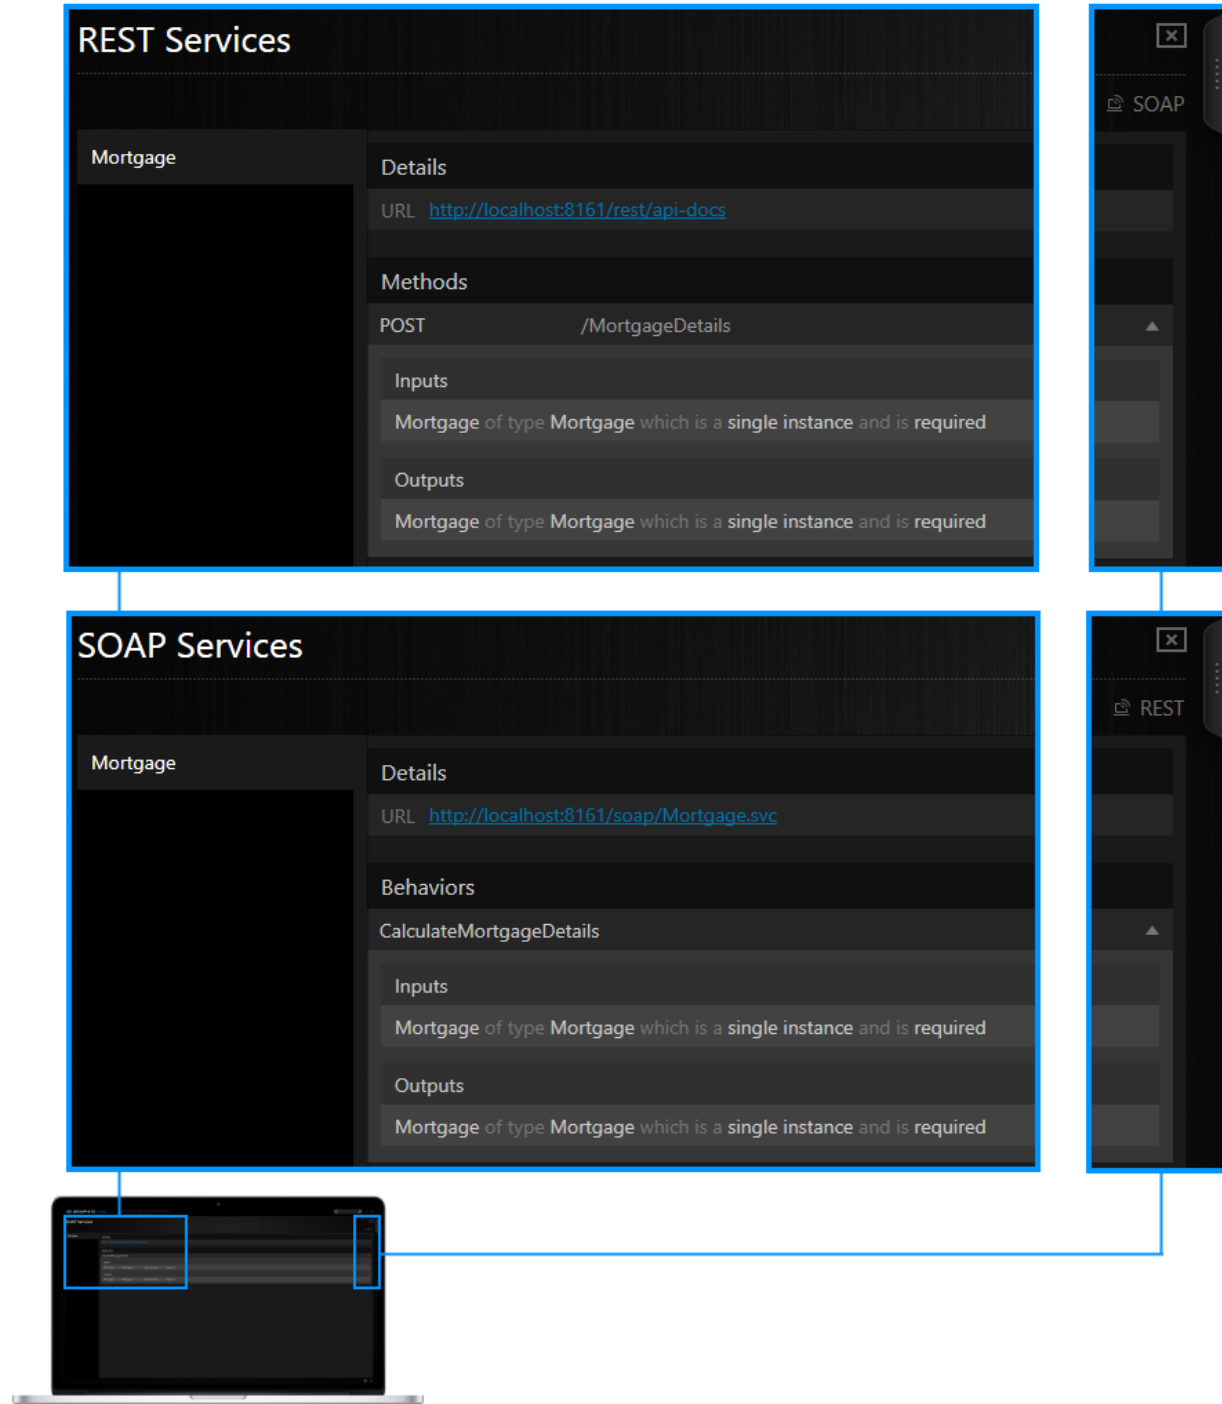 REST Services
SOAP
Mortgage
Details
URL http://localhost:8161/rest/api-docs
Methods
POST /MortgageDetails
Inputs
Mortgage of type Mortgage which is a single instance and is required
Outputs
Mortgage of type Mortgage which is a single instance and is required
SOAP Services
REST
Mortgage
Details
URL http://localhost:8161/soap/Mortgage.svc
Behaviors
CalculateMortgageDetails
Inputs
Mortgage of type Mortgage which is a single instance and is required
Outputs
Mortgage of type Mortgage which is a single instance and is required